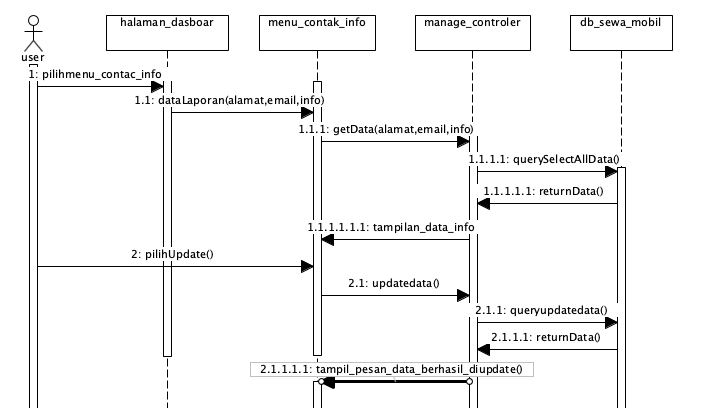 halaman_dasboar
menu_contak_info
manage_controler
db_sewa_mobil
user
1: pilihmenu_contac_info
1.1: dataLaporan(alamat,email,info)
1.1.1: getData(alamat,email,info)
1.1.1.1: querySelectAllData()
1.1.1.1.1: returnData()
1.1.1.1.1.1: tampilan_data_info
2: pilihUpdate()
2.1: updatedata()
2.1.1: queryupdatedata()
2.1.1.1: returnData()
2.1.1.1.1: tampil_pesan_data_berhasil_diupdate()